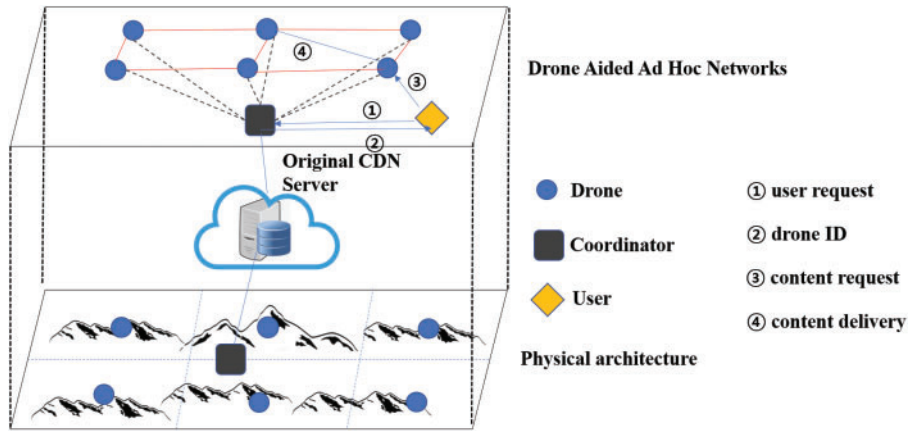 ④
Drone Aided Ad Hoc Networks
③
①
②
Original CDN
Server
Drone
① user request
Coordinator
② drone ID
User
③ content request
④ content delivery
Physical architecture